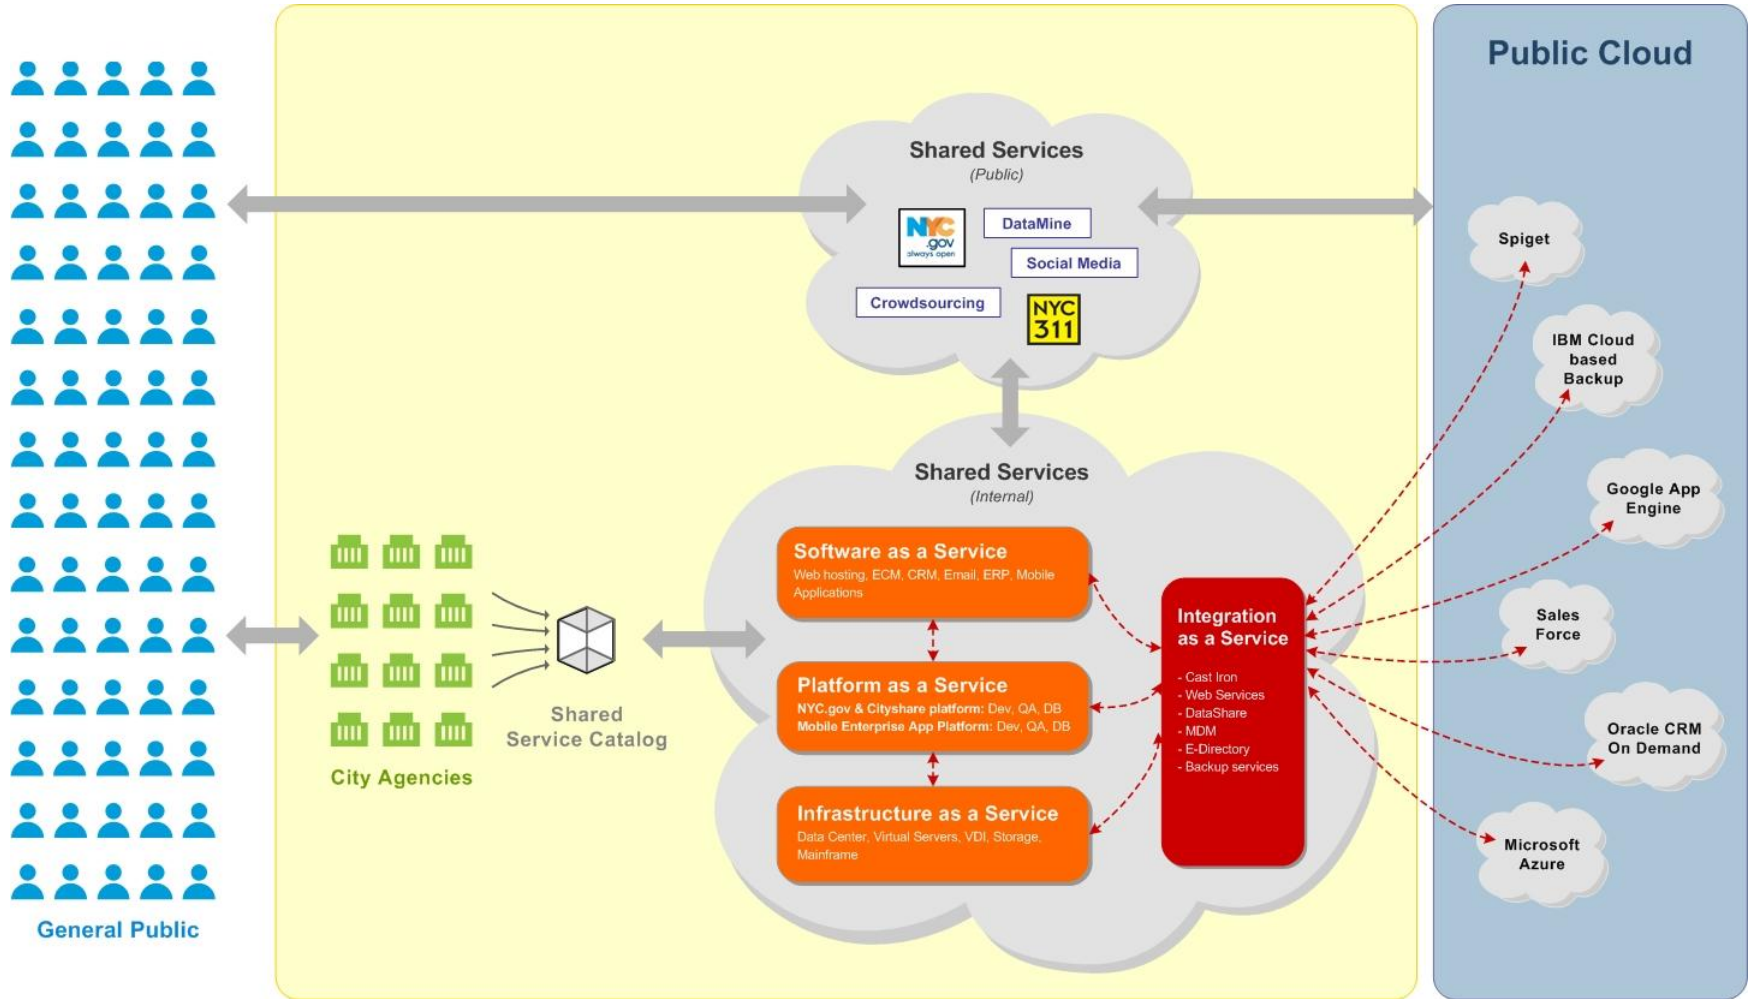 Public Cloud
Shared Services
(Public)
NYC
.gov
always open
DataMine
Social Media
Crowdsourcing
NYC
311
Spiget
IBM Cloud
based
Backup
Google App
Engine
Sales
Force
Oracle CRM
On Demand
Microsoft
Azure
Shared Services
(Internal)
Software as a Service
Web hosting, ECM, CRM, Email, ERP, Mobile
Applications
Platform as a Service
NYC.gov & Cityshare platform: Dev, QA, DB
Mobile Enterprise App Platform: Dev, QA, DB
Infrastructure as a Service
Data Center, Virtual Servers, VDI, Storage,
Mainframe
Integration
as a Service
- Cast Iron
- Web Services
- DataShare
- MDM
- E-Directory
- Backup services
Shared
Service Catalog
City Agencies
General Public